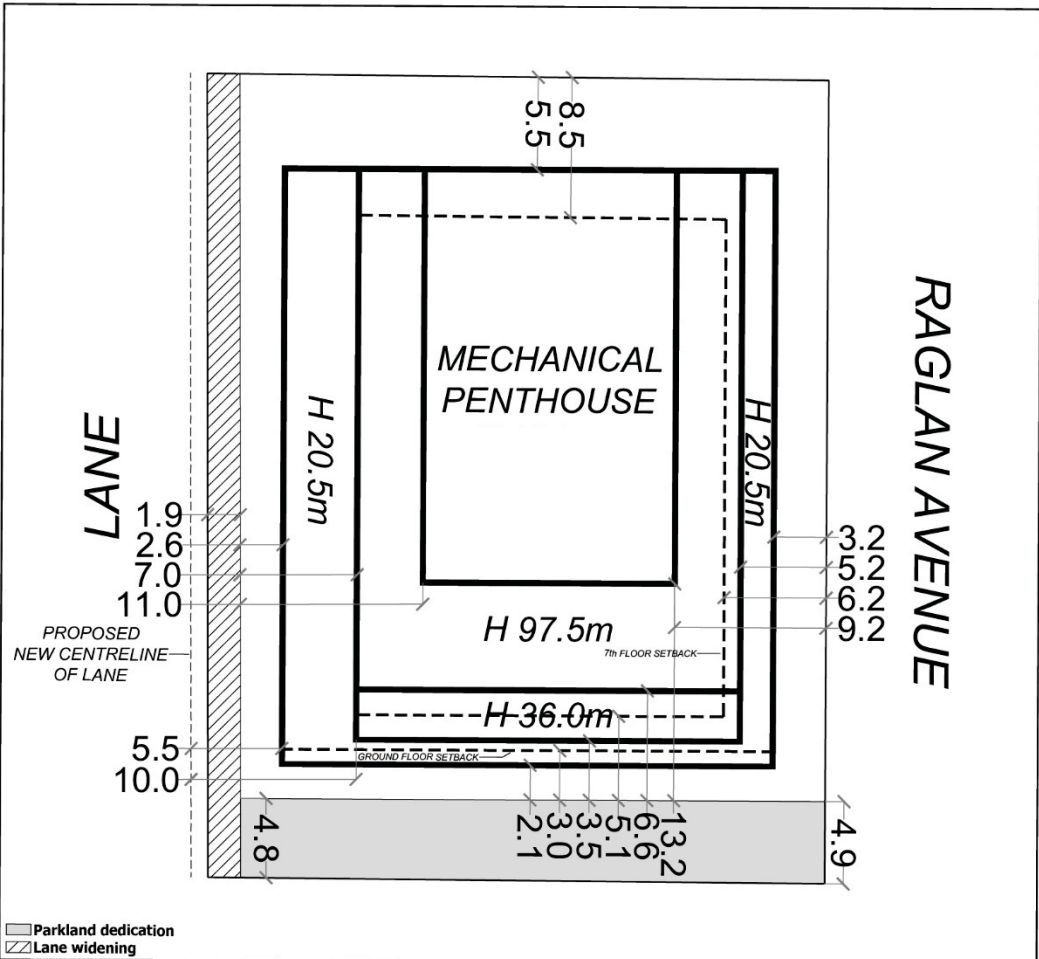 5.5
8.5
MECHANICAL
PENTHOUSE
H 20.5m
H 20.5m
LANE
RAGLAN AVENUE
1.9
2.6
7.0
11.0
3.2
5.2
6.2
9.2
H 97.5m
7th FLOOR SETBACK
PROPOSED
NEW CENTRELINE
OF LANE
H 36.0m
5.5
10.0
GROUND FLOOR SETBACK
4.8
2.1
3.0
3.5
5.1
6.6
13.2
4.9
Parkland dedication
Lane widening